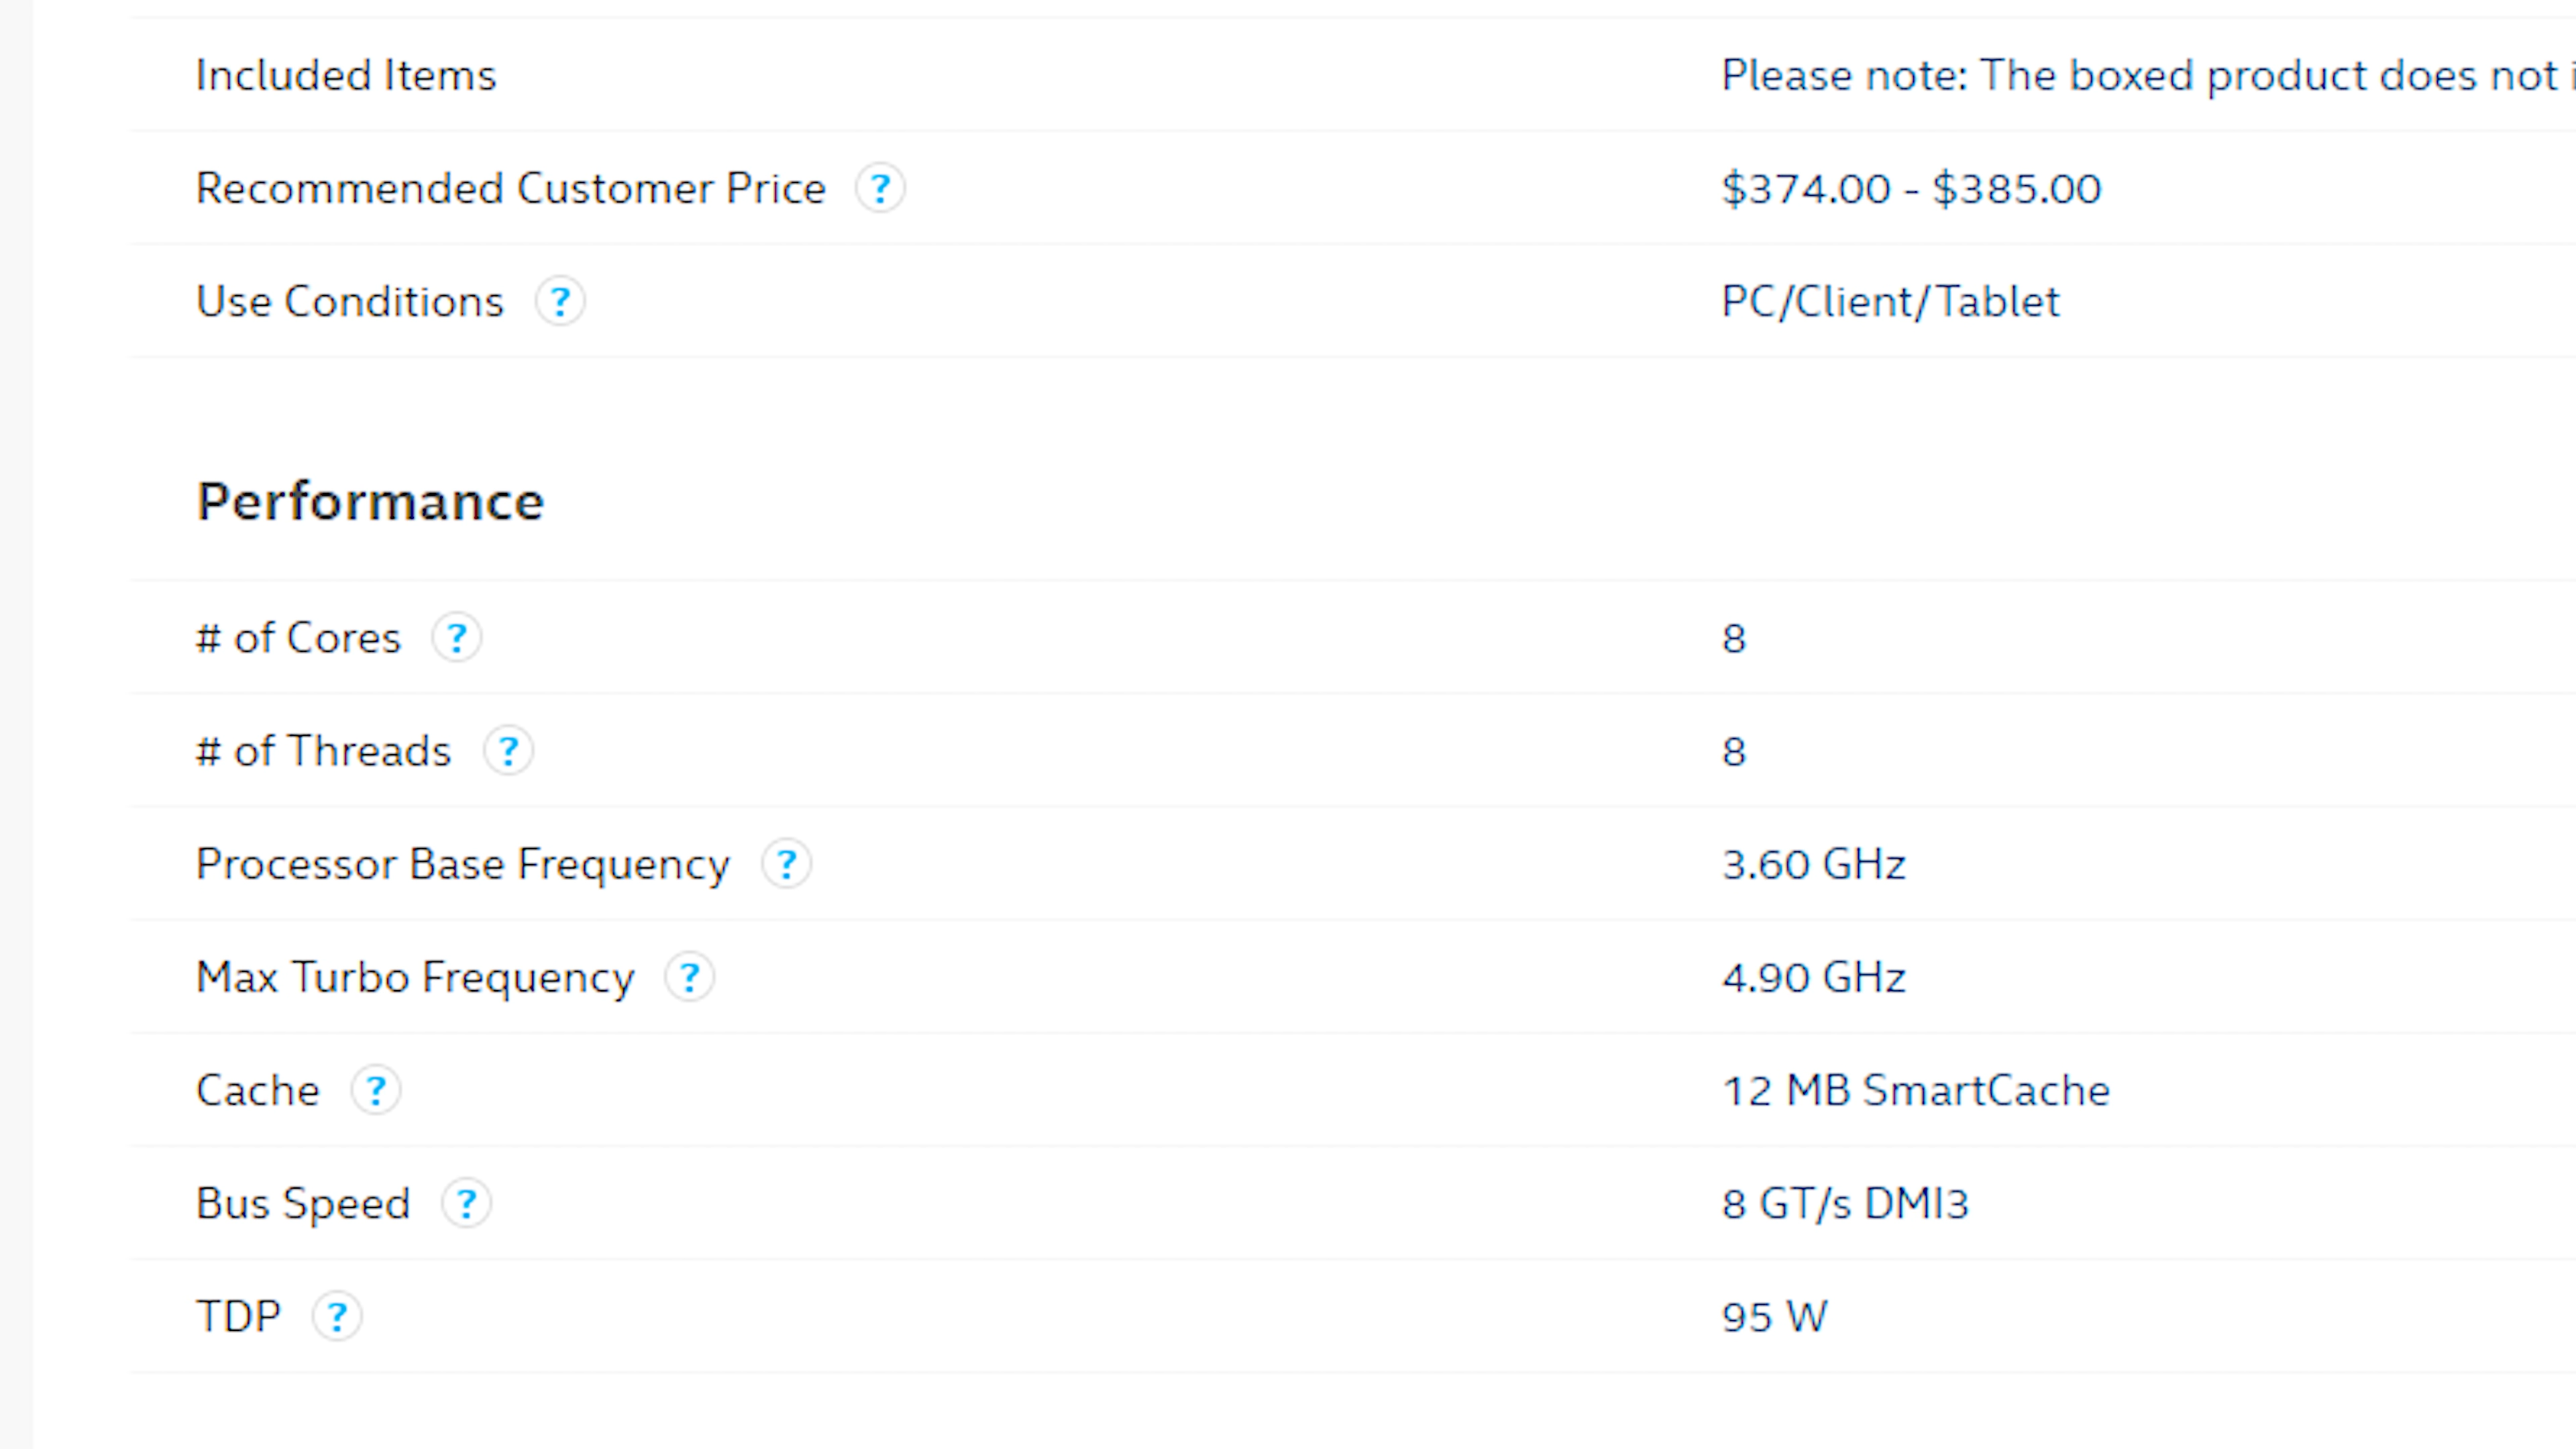 Included Items Please note: The boxed product does not
Recommended Customer Price ? $374.00 - $385.00
Use Conditions ? PC/Client/Tablet
Performance
# of Cores ? 8
# of Threads ? 8
Processor Base Frequency ? 3.60 GHz
Max Turbo Frequency ? 4.90 GHz
Cache ? 12 MB SmartCache
Bus Speed ? 8 GT/s DMI3
TDP ? 95 W